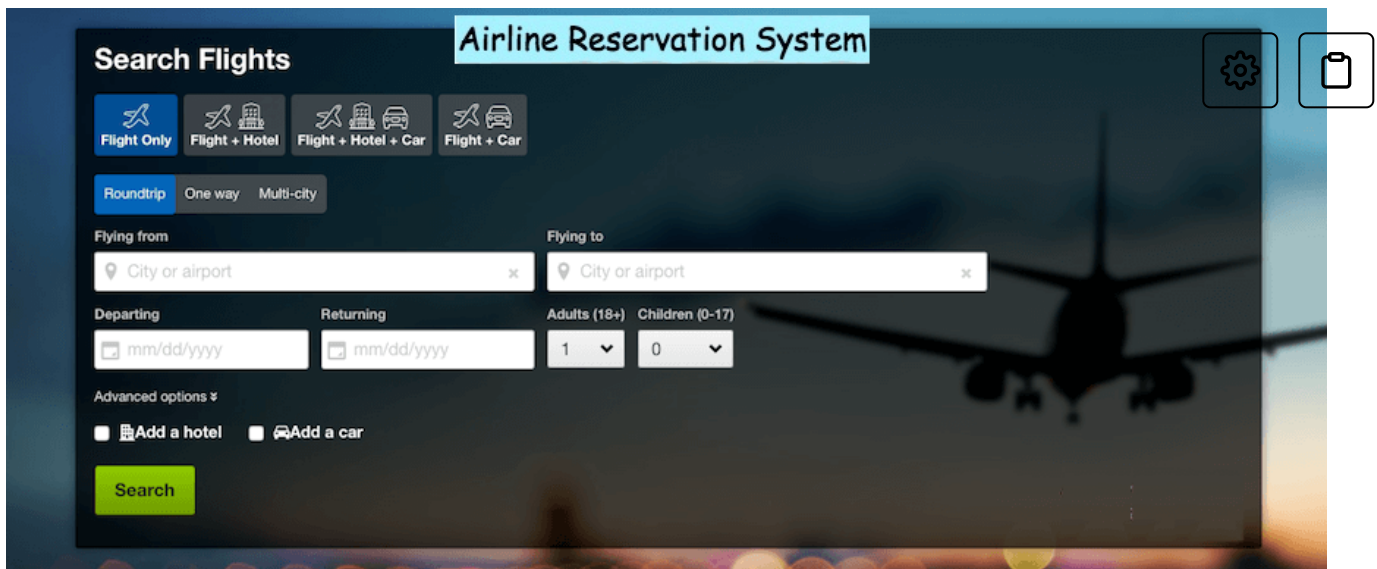 Airline Reservation System
Search Flights
Flight Only Flight + Hotel Flight + Hotel + Car Flight + Car
Roundtrip One way Multi-city
Flying from Flying to
City or airport × City or airport ×
Departing Returning Adults (18+) Children (0-17)
mm/dd/yyyy mm/dd/yyyy 1 0
Advanced options
Add a hotel Add a car
Search